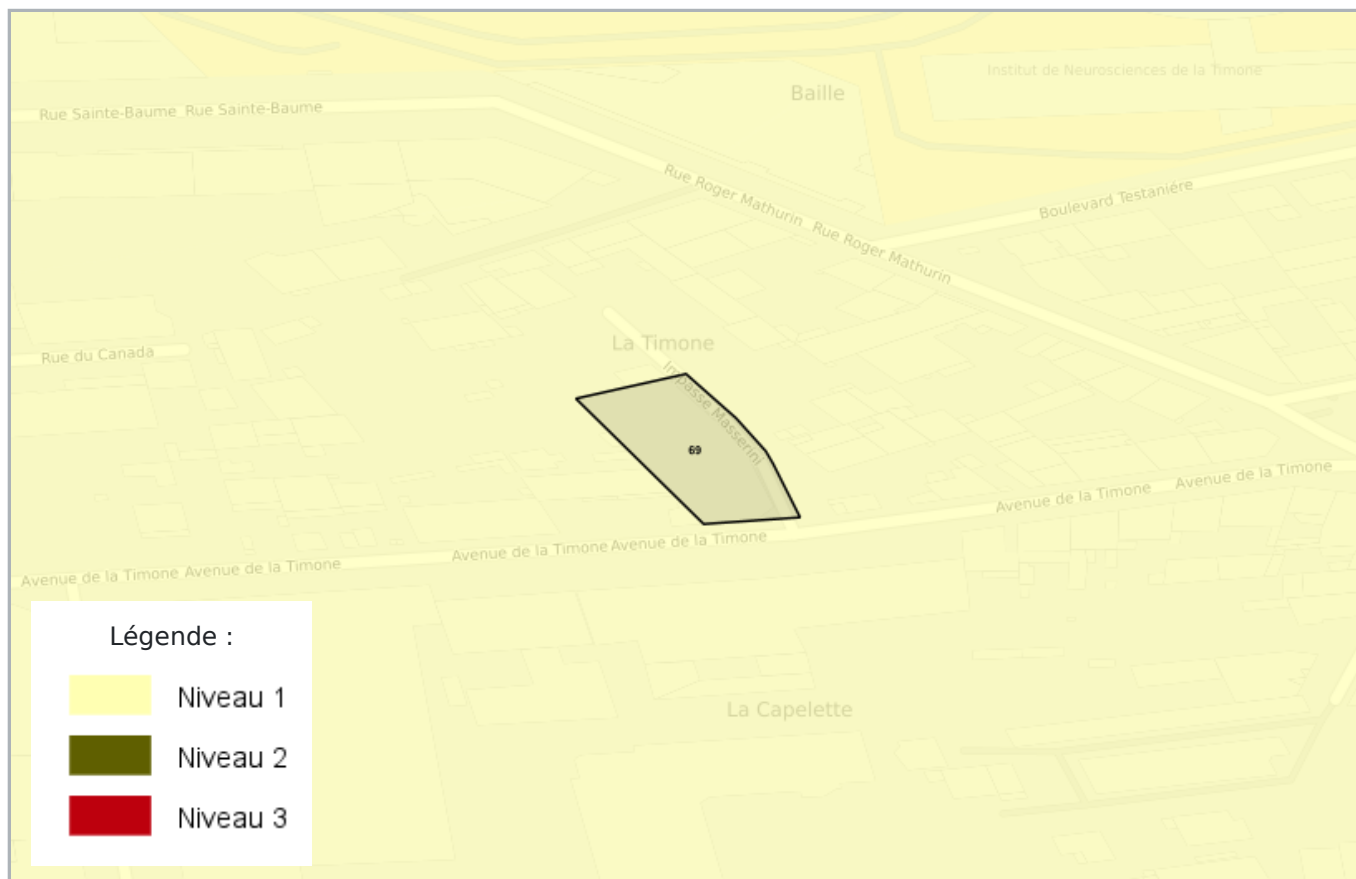 Institut de Neurosciences de la Timone
Baille
Rue Sainte-Baume Rue Sainte-Baume
Rue Roger Mathurin Rue Roger Mathurin
Boulevard Testaniére
La Timone
Rue du Canada
Impasse Masserini
69
Avenue de la Timone Avenue de la Timone
Avenue de la Timone Avenue de la Timone
Avenue de la Timone Avenue de la Timone
Légende :
Niveau 1
Niveau 2
Niveau 3
La Capelette